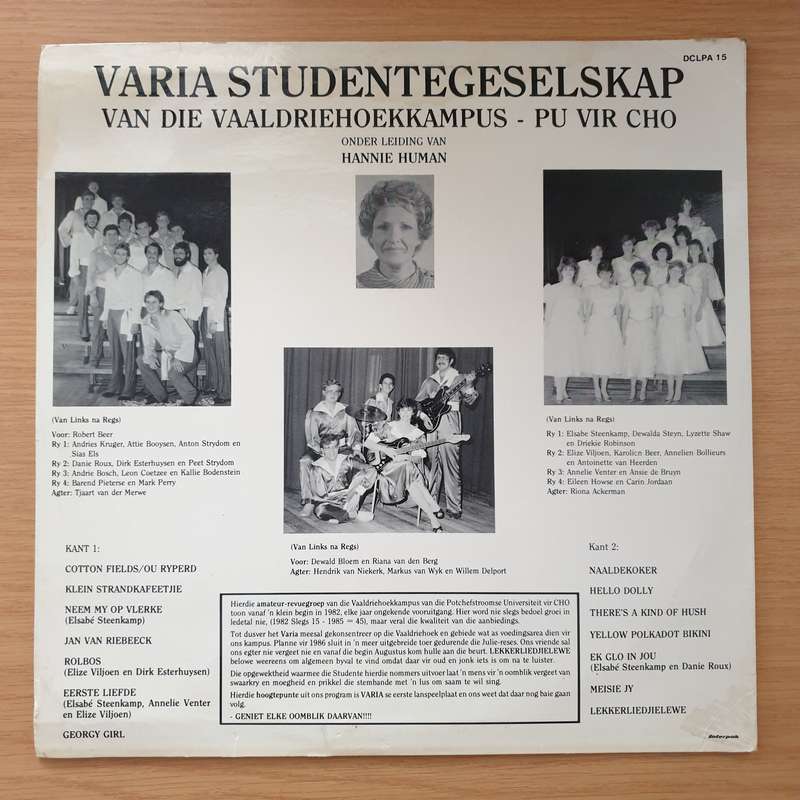 DCLPA 15
VARIA STUDENTEGESELSKAP
VAN DIE VAALDRIEHOEKKAMPUS - PU VIR CHO
ONDER LEIDING VAN
HANNIE HUMAN
(Van Links na Regs)
Voor: Robert Beer
Ry 1: Andries Kruger, Attie Booysen, Anton Strydom en
Sias Els
Ry 2: Danie Roux, Dirk Esterhuysen en Peet Strydom
Ry 3: Andrie Bosch, Leon Coetzee en Kallie Bodenstein
Ry 4: Barend Pieterse en Mark Perry
Agter: Tjaart van der Merwe
(Van Links na Regs)
Voor: Dewald Bloem en Riana van den Berg
Agter: Hendrik van Niekerk, Markus van Wyk en Willem Delport
(Van Links na Regs)
Ry 1: Elsabe Steenkamp, Dewalda Steyn, Lyzette Shaw
en Driekie Robinson
Ry 2: Elize Viljoen, Karolien Beer, Annelien Bollieurs
en Antoinette van Heerden
Ry 3: Annelie Venter en Ansie de Bruyn
Ry 4: Eileen Howse en Carin Jordaan
Agter: Riona Ackerman
KANT 1:
COTTON FIELDS/OU RYPERD
KLEIN STRANDKAFEETJIE
NEEM MY OP VLERKE
(Elsabé Steenkamp)
JAN VAN RIEBEECK
ROLBOS
(Elize Viljoen en Dirk Esterhuysen)
EERSTE LIEFDE
(Elsabé Steenkamp, Annelie Venter
en Elize Viljoen)
GEORGY GIRL
Hierdie amateur-revuegroep van die Vaaldriehoekkampus van die Potchefstroomse Universiteit vir CHO
toon vanaf 'n klein begin in 1982, elke jaar ongekende vooruitgang. Hier word nie slegs bedoel groei in
ledetal nie, (1982 Slegs 15 - 1985 = 45), maar veral die kwaliteit van die aanbiedings.
Tot dusver het Varia meesal gekonsentreer op die Vaaldriehoek en gebiede wat as voedingsarea dien vir
ons kampus. Planne vir 1986 sluit in 'n meer uitgebreide toer gedurende die Julie-reses. Ons vriende sal
ons egter nie vergeet nie en vanaf die begin Augustus kom hulle aan die beurt. LEKKERLIEDJIELEWE
belowe weereens om algemeen byval te vind omdat daar vir oud en jonk iets is om na te luister.
Die opgewektheid waarmee die Studente hierdie nommers uitvoer laat 'n mens vir 'n oomblik vergeet van
swaarkry en moegheid en prikkel die stembande met 'n lus om saam te wil sing.
Hierdie hoogtepunte uit ons program is VARIA se eerste lanspeelplaat en ons weet dat daar nog baie gaan
volg.
- GENIET ELKE OOMBLIK DAARVAN!!!!
KANT 2:
NAALDEKOKER
HELLO DOLLY
THERE'S A KIND OF HUSH
YELLOW POLKADOT BIKINI
EK GLO IN JOU
(Elsabé Steenkamp en Danie Roux)
MEISIE JY
LEKKERLIEDJIELEWE
Interpak